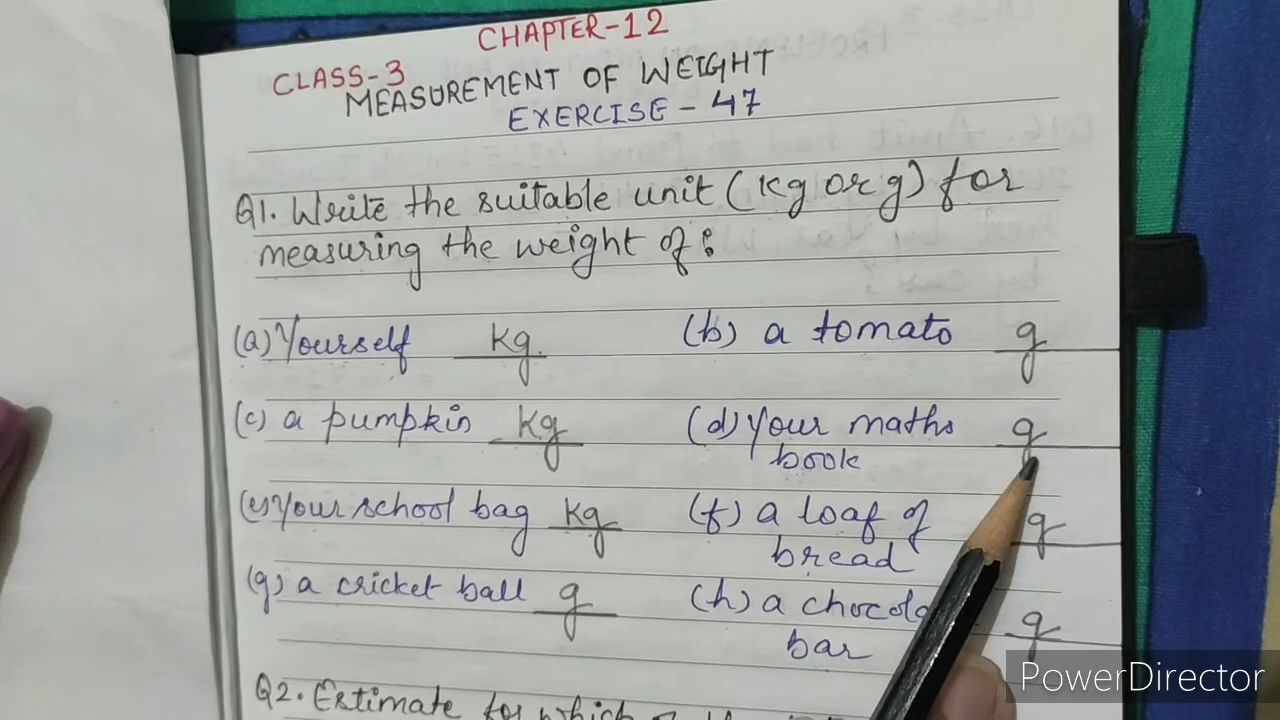 CHAPTER-12
CLASS-3
MEASUREMENT OF WEIGHT
EXERCISE - 47
Q1. Write the suitable unit (kg or g) for
measuring the weight of :
(a) Yourself kg. (b) a tomato g
(c) a pumpkin kg (d) Your maths g
book
(e) Your school bag kg (f) a loaf of g
bread
(g) a cricket ball g (h) a chocola g
bar
Q2. Estimate for which
PowerDirector